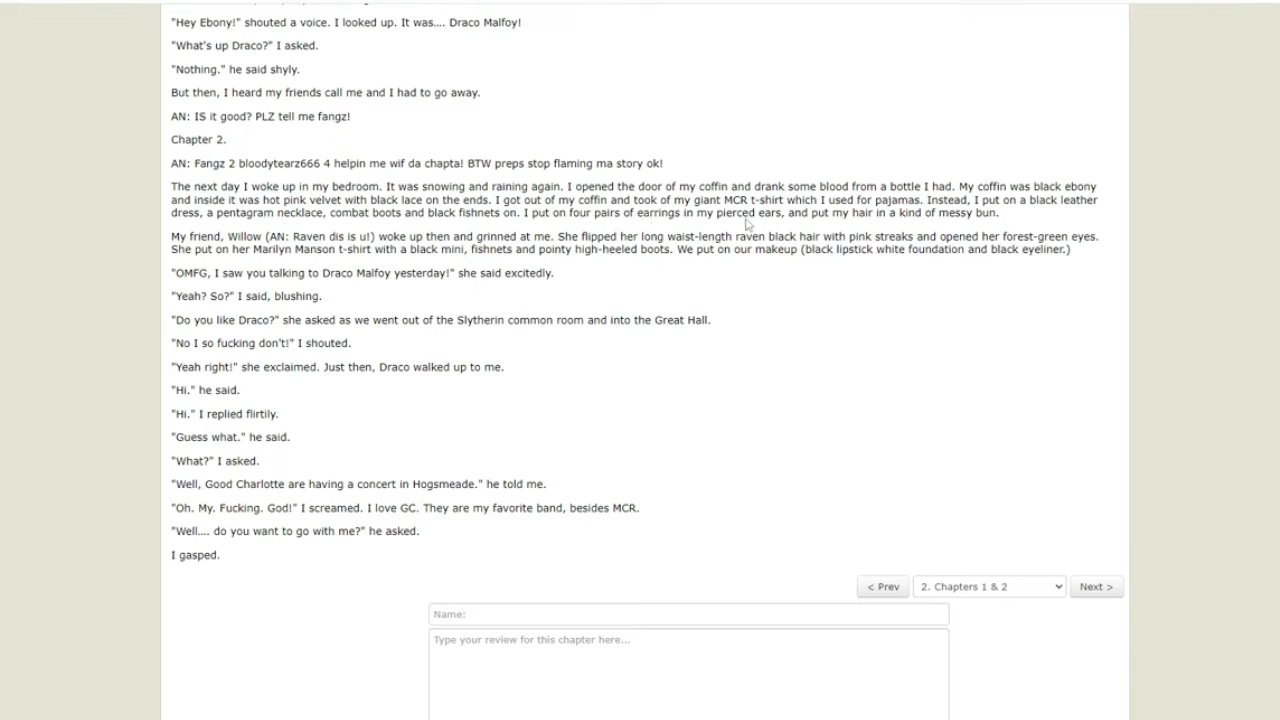 "Hey Ebony!" shouted a voice. I looked up. It was.... Draco Malfoy!
"What's up Draco?" I asked.
"Nothing." he said shyly.
But then, I heard my friends call me and I had to go away.
AN: IS it good? PLZ tell me fangz!
Chapter 2.
AN: Fangz 2 bloodytearz666 4 helpin me wif da chapta! BTW preps stop flaming ma story ok!
The next day I woke up in my bedroom. It was snowing and raining again. I opened the door of my coffin and drank some blood from a bottle I had. My coffin was black ebony
and inside it was hot pink velvet with black lace on the ends. I got out of my coffin and took of my giant MCR t-shirt which I used for pajamas. Instead, I put on a black leather
dress, a pentagram necklace, combat boots and black fishnets on. I put on four pairs of earrings in my pierced ears, and put my hair in a kind of messy bun.
My friend, Willow (AN: Raven dis is u!) woke up then and grinned at me. She flipped her long waist-length raven black hair with pink streaks and opened her forest-green eyes.
She put on her Marilyn Manson t-shirt with a black mini, fishnets and pointy high-heeled boots. We put on our makeup (black lipstick white foundation and black eyeliner.)
"OMFG, I saw you talking to Draco Malfoy yesterday!" she said excitedly.
"Yeah? So?" I said, blushing.
"Do you like Draco?" she asked as we went out of the Slytherin common room and into the Great Hall.
"No I so fucking don't!" I shouted.
"Yeah right!" she exclaimed. Just then, Draco walked up to me.
"Hi." he said.
"Hi." I replied flirtily.
"Guess what." he said.
"What?" I asked.
"Well, Good Charlotte are having a concert in Hogsmeade." he told me.
"Oh. My. Fucking. God!" I screamed. I love GC. They are my favorite band, besides MCR.
"Well.... do you want to go with me?" he asked.
I gasped.
< Prev 2. Chapters 1 & 2 Next >
Name:
Type your review for this chapter here...